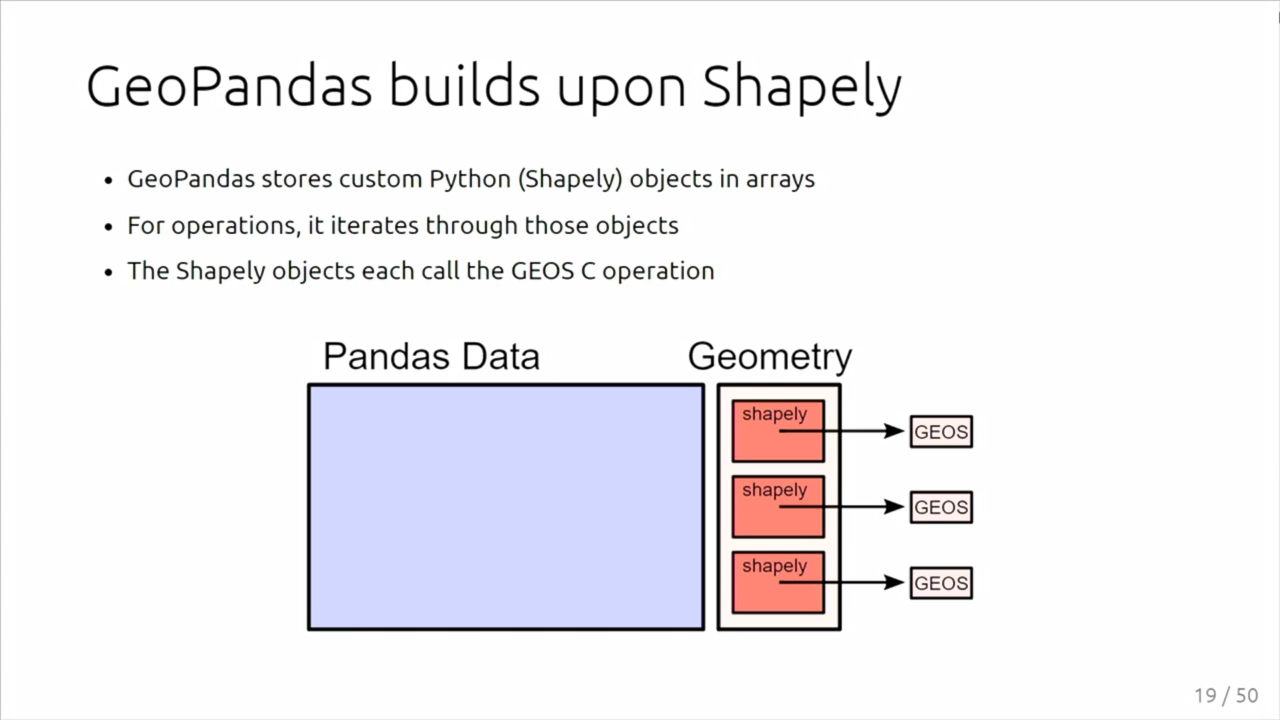 GeoPandas builds upon Shapely
GeoPandas stores custom Python (Shapely) objects in arrays
For operations, it iterates through those objects
The Shapely objects each call the GEOS C operation
Pandas Data
Geometry
shapely
GEOS
shapely
GEOS
shapely
GEOS
19 / 50